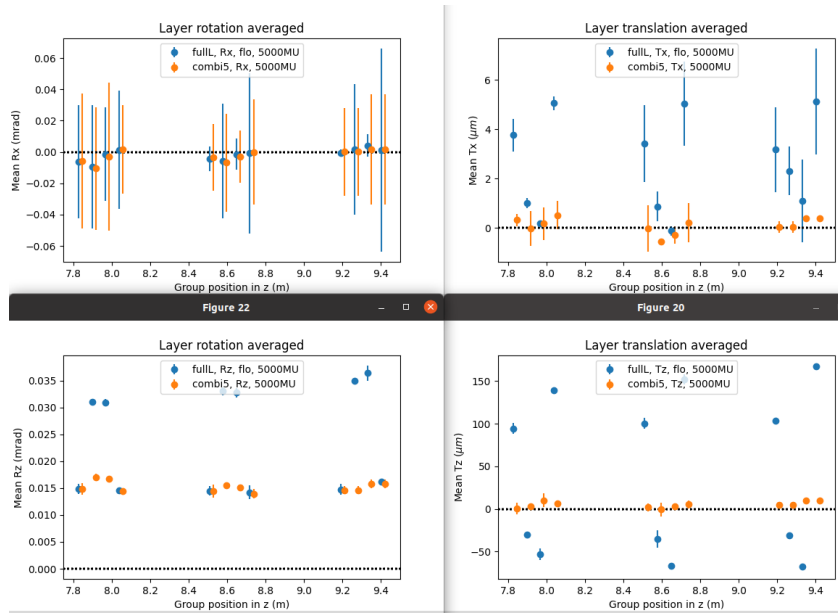 Layer rotation averaged
fullL, Rx, flo, 5000MU
combi5, Rx, 5000MU
Mean Rx (mrad)
0.06
0.04
0.02
0.00
−0.02
−0.04
−0.06
7.8 8.0 8.2 8.4 8.6 8.8 9.0 9.2 9.4
Group position in z (m)
Layer translation averaged
fullL, Tx, flo, 5000MU
combi5, Tx, 5000MU
Mean Tx (μm)
6
4
2
0
7.8 8.0 8.2 8.4 8.6 8.8 9.0 9.2 9.4
Group position in z (m)
Figure 22
Layer rotation averaged
fullL, Rz, flo, 5000MU
combi5, Rz, 5000MU
Mean Rz (mrad)
0.035
0.030
0.025
0.020
0.015
0.010
0.005
0.000
7.8 8.0 8.2 8.4 8.6 8.8 9.0 9.2 9.4
Group position in z (m)
Figure 20
Layer translation averaged
fullL, Tz, flo, 5000MU
combi5, Tz, 5000MU
Mean Tz (μm)
150
100
50
0
−50
7.8 8.0 8.2 8.4 8.6 8.8 9.0 9.2 9.4
Group position in z (m)